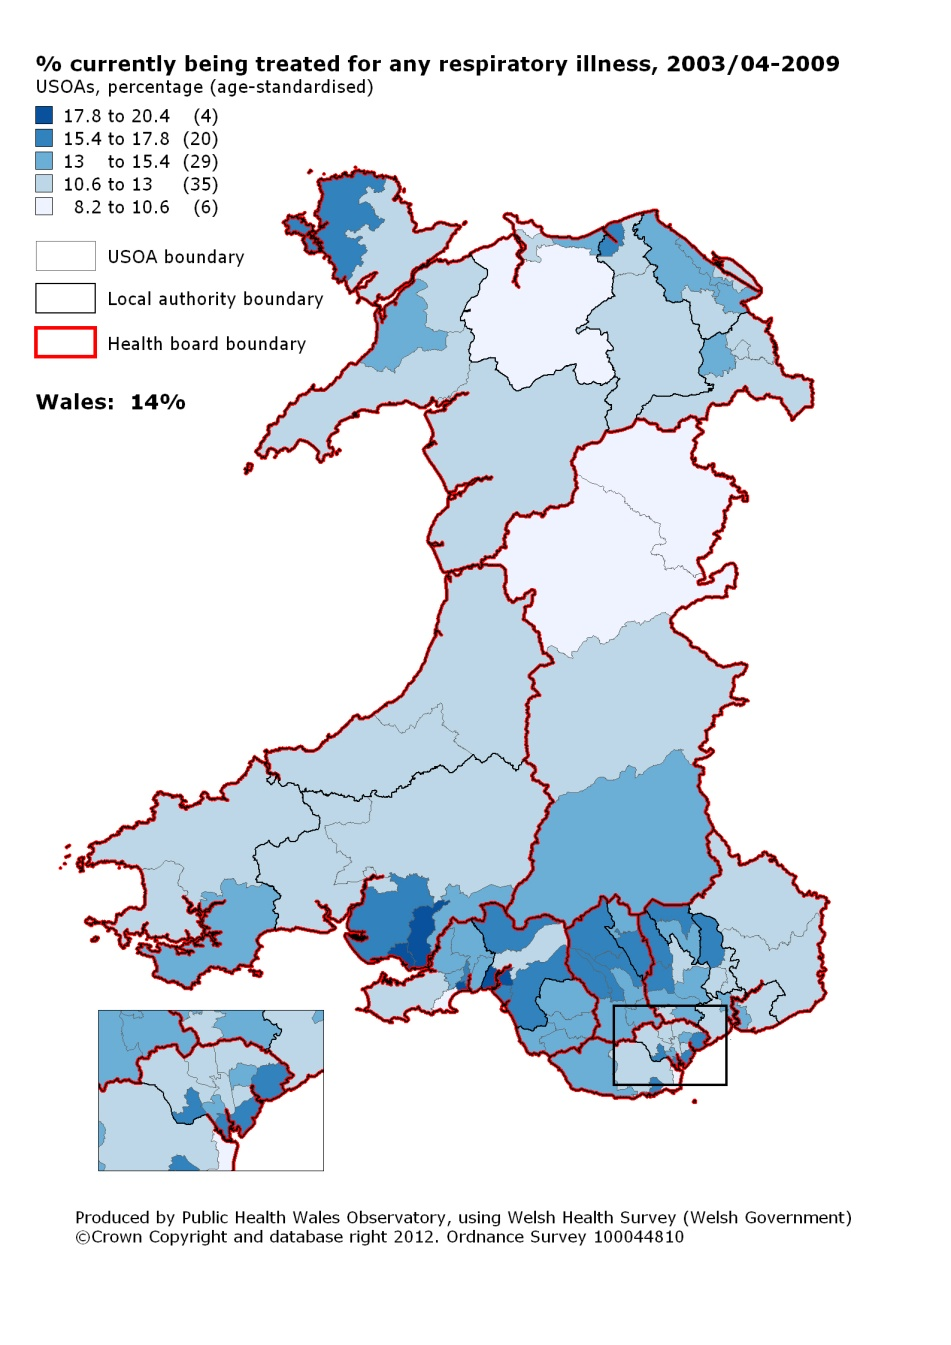 % currently being treated for any respiratory illness, 2003/04-2009
USOAs, percentage (age-standardised)
17.8 to 20.4 (4)
15.4 to 17.8 (20)
13 to 15.4 (29)
10.6 to 13 (35)
8.2 to 10.6 (6)
USOA boundary
Local authority boundary
Health board boundary
Wales: 14%
Produced by Public Health Wales Observatory, using Welsh Health Survey (Welsh Government)
©Crown Copyright and database right 2012. Ordnance Survey 100044810